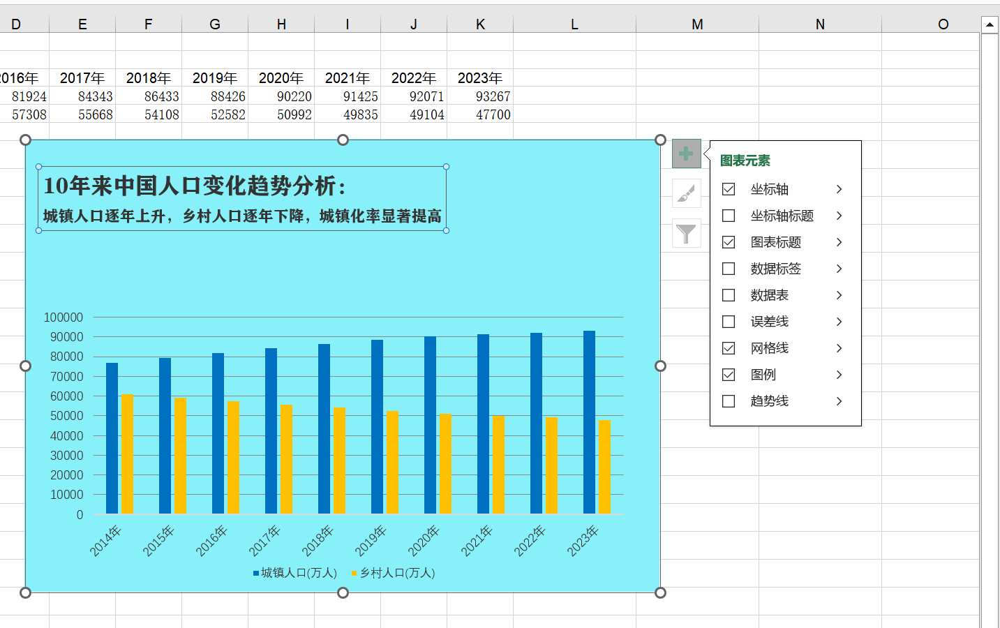 D E F G H I J K L M N O
2016年 2017年 2018年 2019年 2020年 2021年 2022年 2023年
81924 84343 86433 88426 90220 91425 92071 93267
57308 55668 54108 52582 50992 49835 49104 47700
10年来中国人口变化趋势分析：
城镇人口逐年上升，乡村人口逐年下降，城镇化率显著提高
100000
90000
80000
70000
60000
50000
40000
30000
20000
10000
0
2014年 2015年 2016年 2017年 2018年 2019年 2020年 2021年 2022年 2023年
城镇人口(万人) 乡村人口(万人)
图表元素
坐标轴
坐标轴标题
图表标题
数据标签
数据表
误差线
网格线
图例
趋势线